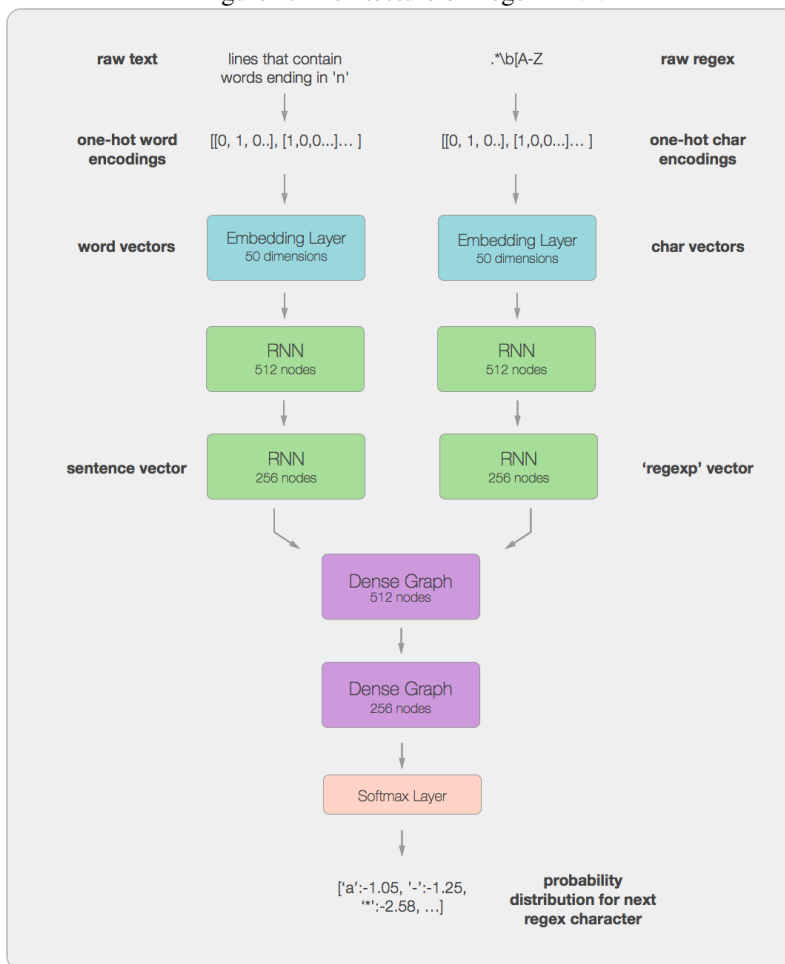 raw text
lines that contain
words ending in 'n'
.*\b[A-Z
raw regex
one-hot word
encodings
[[0, 1, 0..], [1,0,0...]... ]
[[0, 1, 0..], [1,0,0...]... ]
one-hot char
encodings
word vectors
Embedding Layer
50 dimensions
Embedding Layer
50 dimensions
char vectors
RNN
512 nodes
RNN
512 nodes
sentence vector
RNN
256 nodes
RNN
256 nodes
‘regexp’ vector
Dense Graph
512 nodes
Dense Graph
256 nodes
Softmax Layer
['a':-1.05, '-':-1.25,
‘*’:-2.58, ...]
probability
distribution for next
regex character